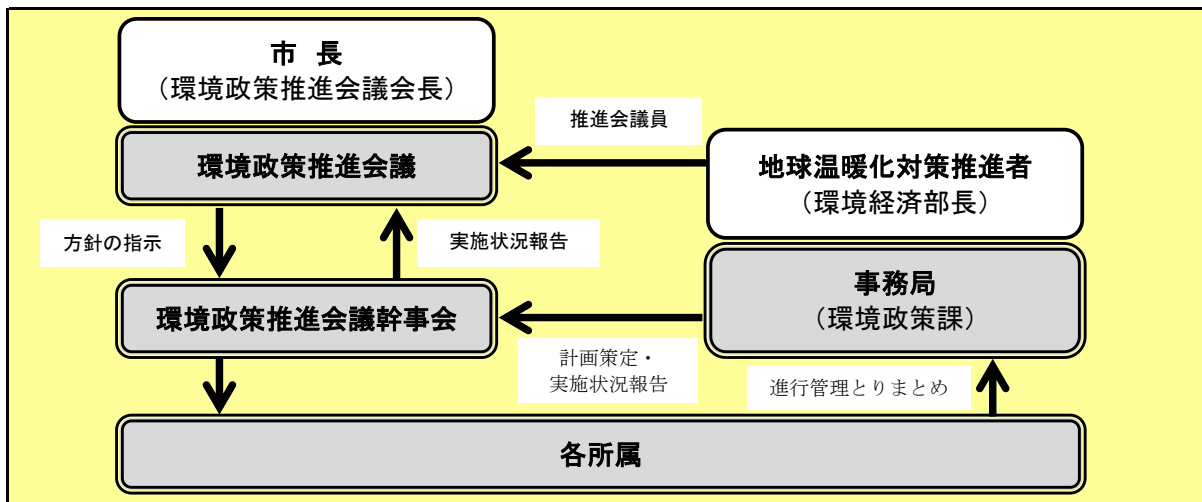 市 長
(環境政策推進会議会長)
推進会議員
環境政策推進会議
地球温暖化対策推進者
(環境経済部長)
方針の指示
実施状況報告
事務局
(環境政策課)
環境政策推進会議幹事会
計画策定・
実施状況報告
進行管理とりまとめ
各所属